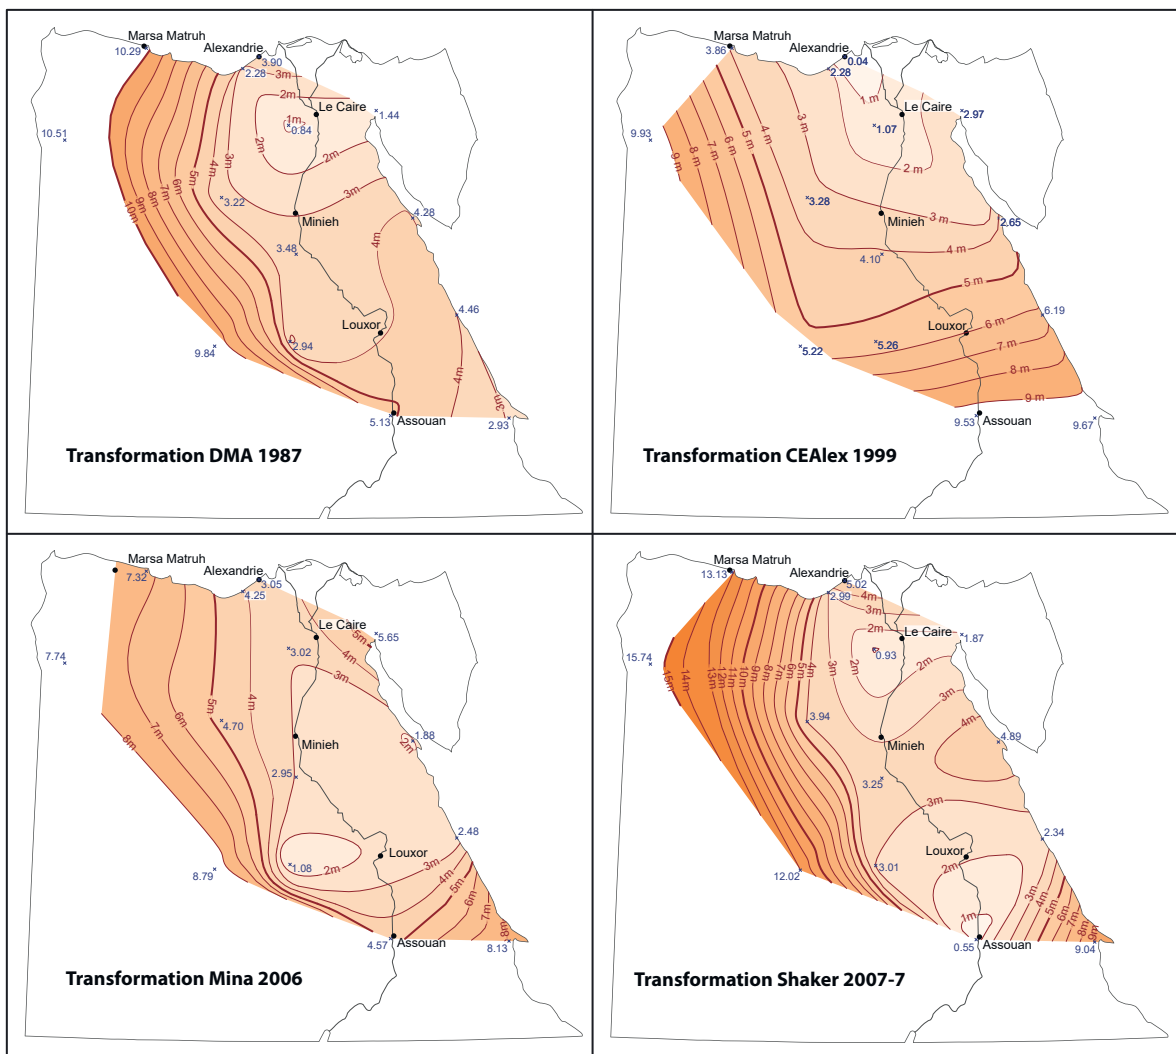 Marsa Matruh
10.29
Alexandrie
3.90
2.28
3m
2m
Le Caire
1.44
1m
0.84
10.51
2m
2m
3m
4m
5m
6m
7m
8m
9m
10m
3m
3.22
Minieh
4.28
3.48
4m
4.46
Louxor
2.94
9.84
4m
3m
5.13
Assouan
2.93
Transformation DMA 1987
3.86
0.04
2.28
1 m
2.97
1.07
9.93
3 m
4 m
5 m
6 m
7 m
8 m
9 m
2 m
3.28
3 m
2.65
4 m
4.10
5 m
6.19
6 m
5.22
5.26
7 m
8 m
9 m
9.53
Assouan
9.67
Le Caire
Minieh
Louxor
Transformation CEAlex 1999
Marsa Matruh
7.32
Alexandrie
3.05
4.25
Le Caire
5m
5.65
4m
3.02
7.74
3m
4m
5m
6m
7m
8m
4.70
Minieh
1.88
2m
2.95
2.48
Louxor
1.08
2m
3m
4m
5m
6m
7m
8m
8.79
4.57
Assouan
8.13
Transformation Mina 2006
Marsa Matruh
13.13
Alexandrie
5.02
2.99
4m
3m
2m
Le Caire
1.87
0.93
15.74
15m
14m
13m
12m
11m
10m
9m
8m
7m
6m
5m
4m
3m
2m
2m
3m
4m
3.94
Minieh
4.89
3.25
3m
2.34
Louxor
3.01
12.02
2m
1m
3m
4m
5m
6m
7m
8m
9m
0.55
Assouan
9.04
Transformation Shaker 2007-7